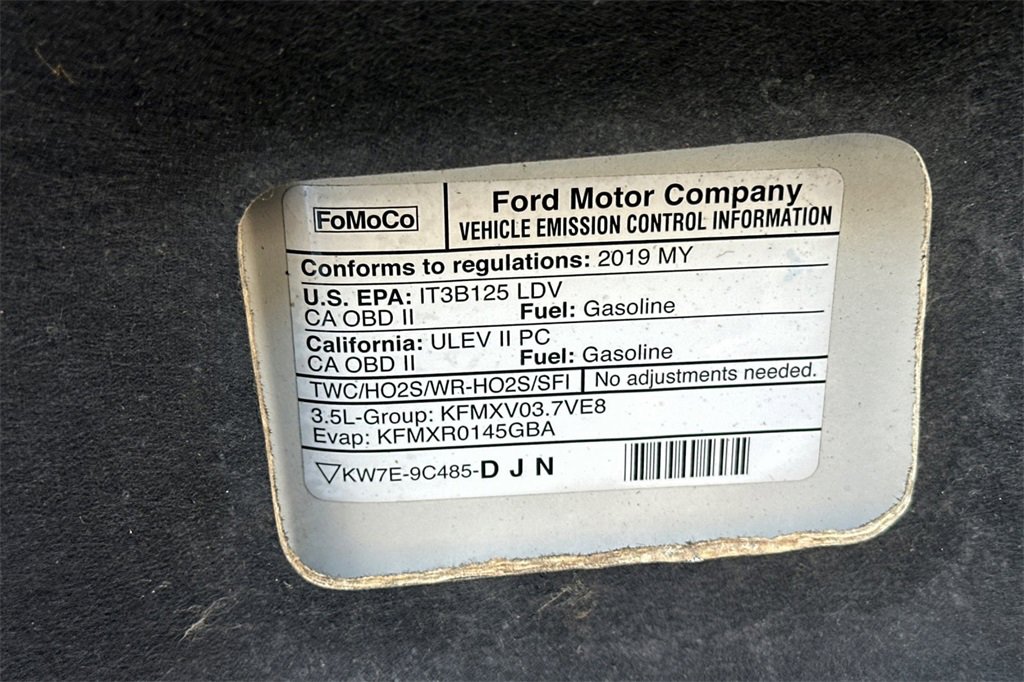 FoMoCo
Ford Motor Company
VEHICLE EMISSION CONTROL INFORMATION
Conforms to regulations: 2019 MY
U.S. EPA: IT3B125 LDV
CA OBD II Fuel: Gasoline
California: ULEV II PC
CA OBD II Fuel: Gasoline
TWC/HO2S/WR-HO2S/SFI No adjustments needed.
3.5L-Group: KFMXV03.7VE8
Evap: KFMXR0145GBA
KW7E-9C485-D J N